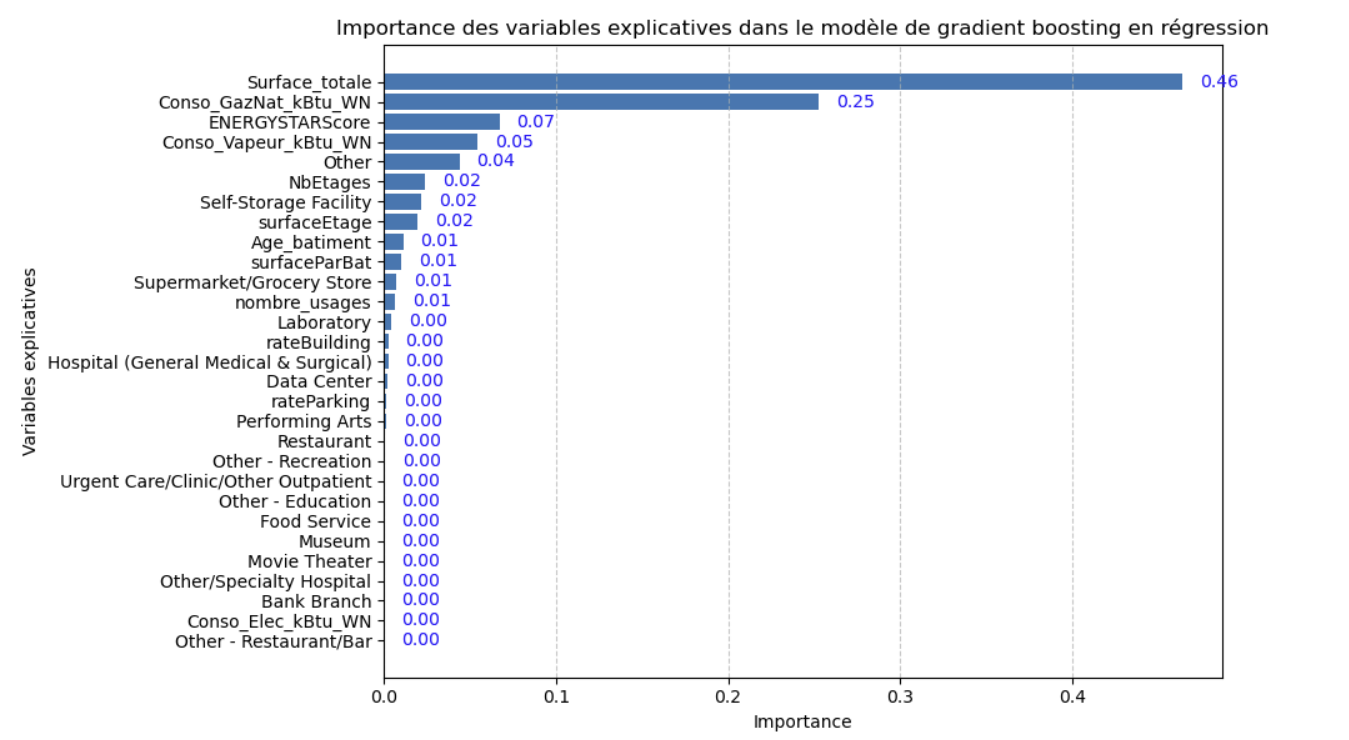 Importance des variables explicatives dans le modèle de gradient boosting en régression
Variables explicatives
Surface_totale 0.46
Conso_GazNat_kBtu_WN 0.25
ENERGYSTARScore 0.07
Conso_Vapeur_kBtu_WN 0.05
Other 0.04
NbEtages 0.02
Self-Storage Facility 0.02
surfaceEtage 0.02
Age_batiment 0.01
surfaceParBat 0.01
Supermarket/Grocery Store 0.01
nombre_usages 0.01
Laboratory 0.00
rateBuilding 0.00
Hospital (General Medical & Surgical) 0.00
Data Center 0.00
rateParking 0.00
Performing Arts 0.00
Restaurant 0.00
Other - Recreation 0.00
Urgent Care/Clinic/Other Outpatient 0.00
Other - Education 0.00
Food Service 0.00
Museum 0.00
Movie Theater 0.00
Other/Specialty Hospital 0.00
Bank Branch 0.00
Conso_Elec_kBtu_WN 0.00
Other - Restaurant/Bar 0.00
0.0 0.1 0.2 0.3 0.4
Importance